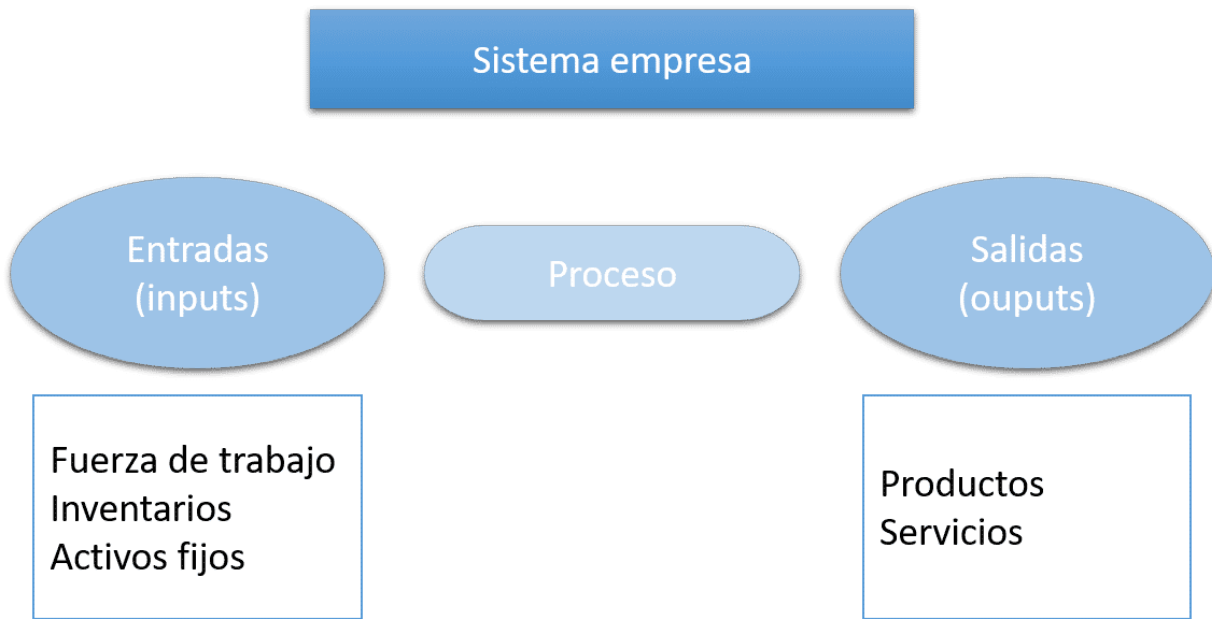 Sistema empresa
Entradas
(inputs)
Proceso
Salidas
(ouputs)
Fuerza de trabajo
Inventarios
Activos fijos
Productos
Servicios